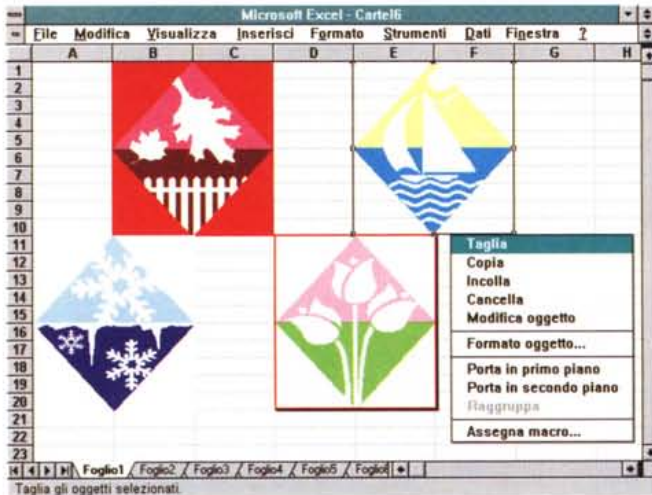 Microsoft Excel - Cartel6
File Modifica Visualizza Inserisci Formato Strumenti Dati Finestra ?
A B C D E F G H
1
2
3
4
5
6
7
8
9
10
11
12
13
14
15
16
17
18
19
20
21
22
23
Taglia
Copia
Incolla
Cancella
Modifica oggetto
Formato oggetto...
Porta in primo piano
Porta in secondo piano
Raggruppa
Assegna macro...
Foglio1 Foglio2 Foglio3 Foglio4 Foglio5 Foglio6
Taglia gli oggetti selezionati.